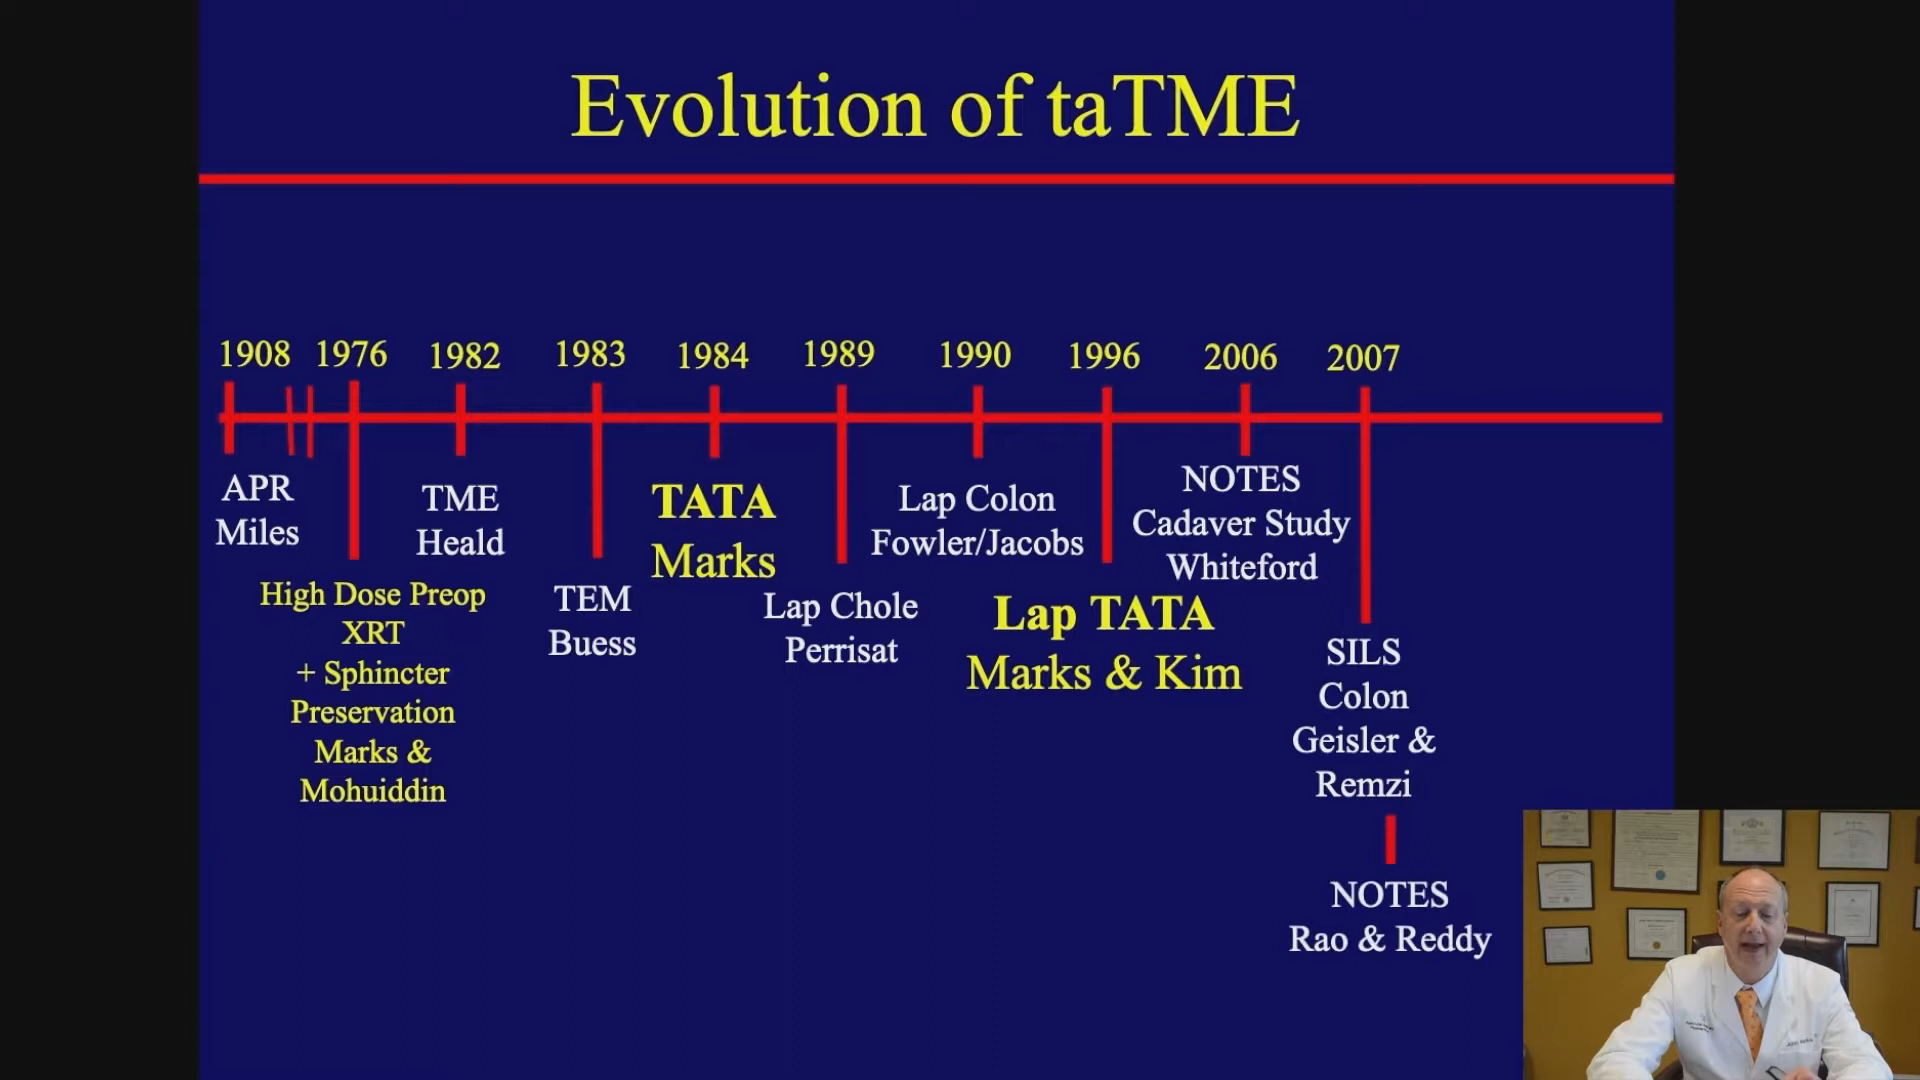 Evolution of taTME
1908 1976 1982 1983 1984 1989 1990 1996 2006 2007
APR
Miles
High Dose Preop
XRT
+ Sphincter
Preservation
Marks &
Mohuiddin
TME
Heald
TEM
Buess
TATA
Marks
Lap Chole
Perrisat
Lap Colon
Fowler/Jacobs
Lap TATA
Marks & Kim
NOTES
Cadaver Study
Whiteford
SILS
Colon
Geisler &
Remzi
NOTES
Rao & Reddy